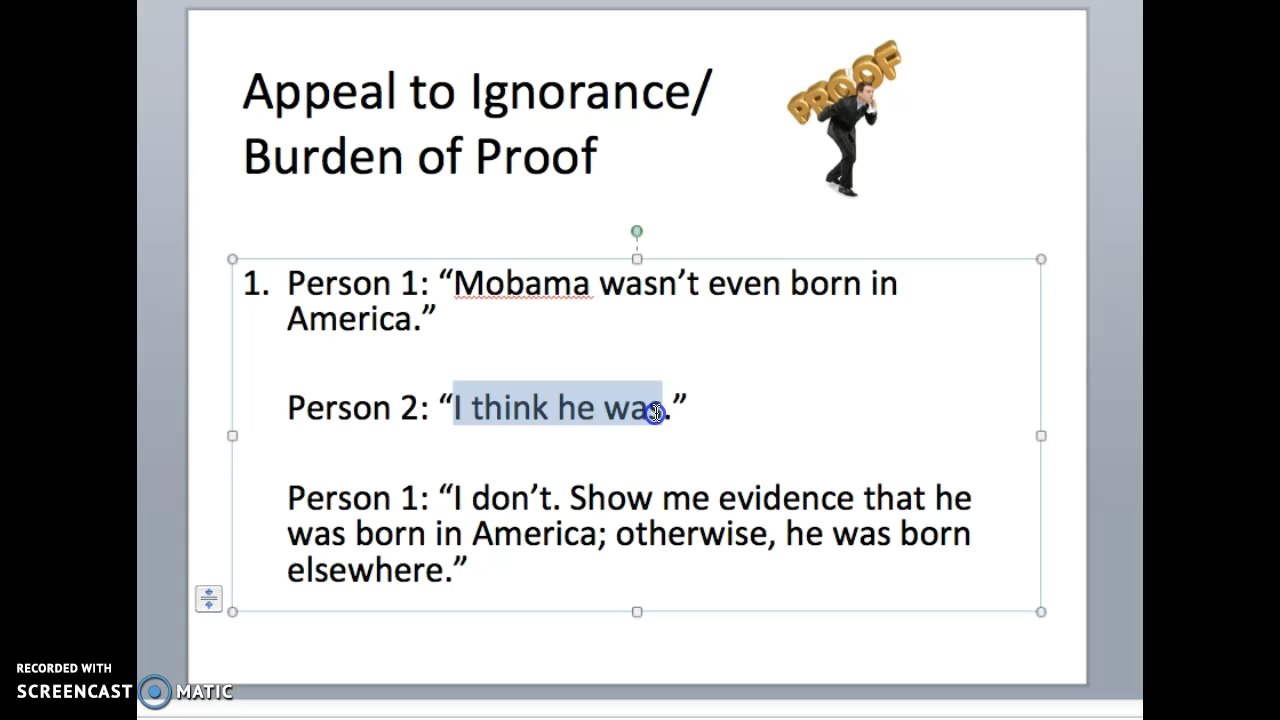 Appeal to Ignorance/
Burden of Proof
PROOF
1. Person 1: “Mobama wasn’t even born in
America.”
Person 2: “I think he was.”
Person 1: “I don’t. Show me evidence that he
was born in America; otherwise, he was born
elsewhere.”
RECORDED WITH
SCREENCAST MATIC